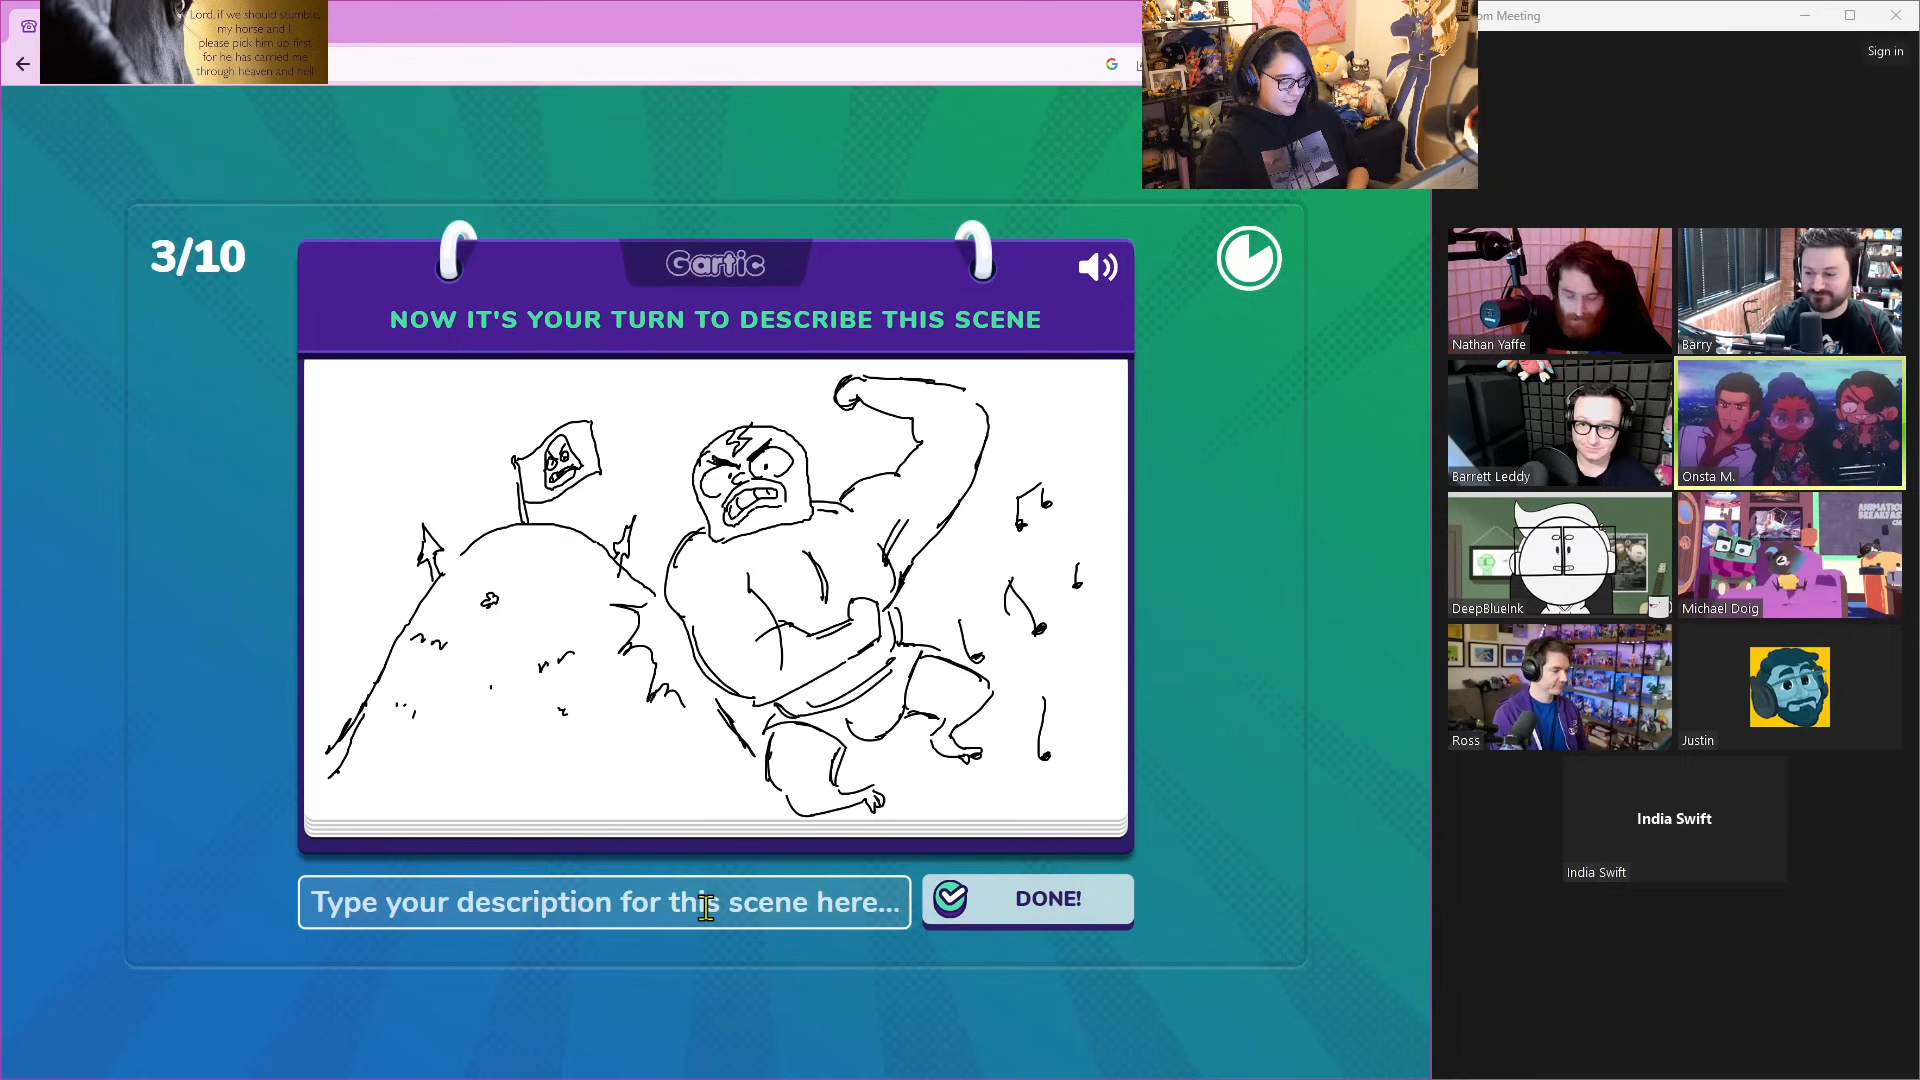 Lord, if we should stumble,
my horse and I,
please pick him up first
for he has carried me
through heaven and hell
om Meeting
Sign in
3/10
Gartic
NOW IT'S YOUR TURN TO DESCRIBE THIS SCENE
Type your description for this scene here...
DONE!
Nathan Yaffe
Barry
Barrett Leddy
Onsta M.
ANIMATION
BREAKFAST
DeepBlueInk
Michael Doig
Ross
Justin
India Swift
India Swift